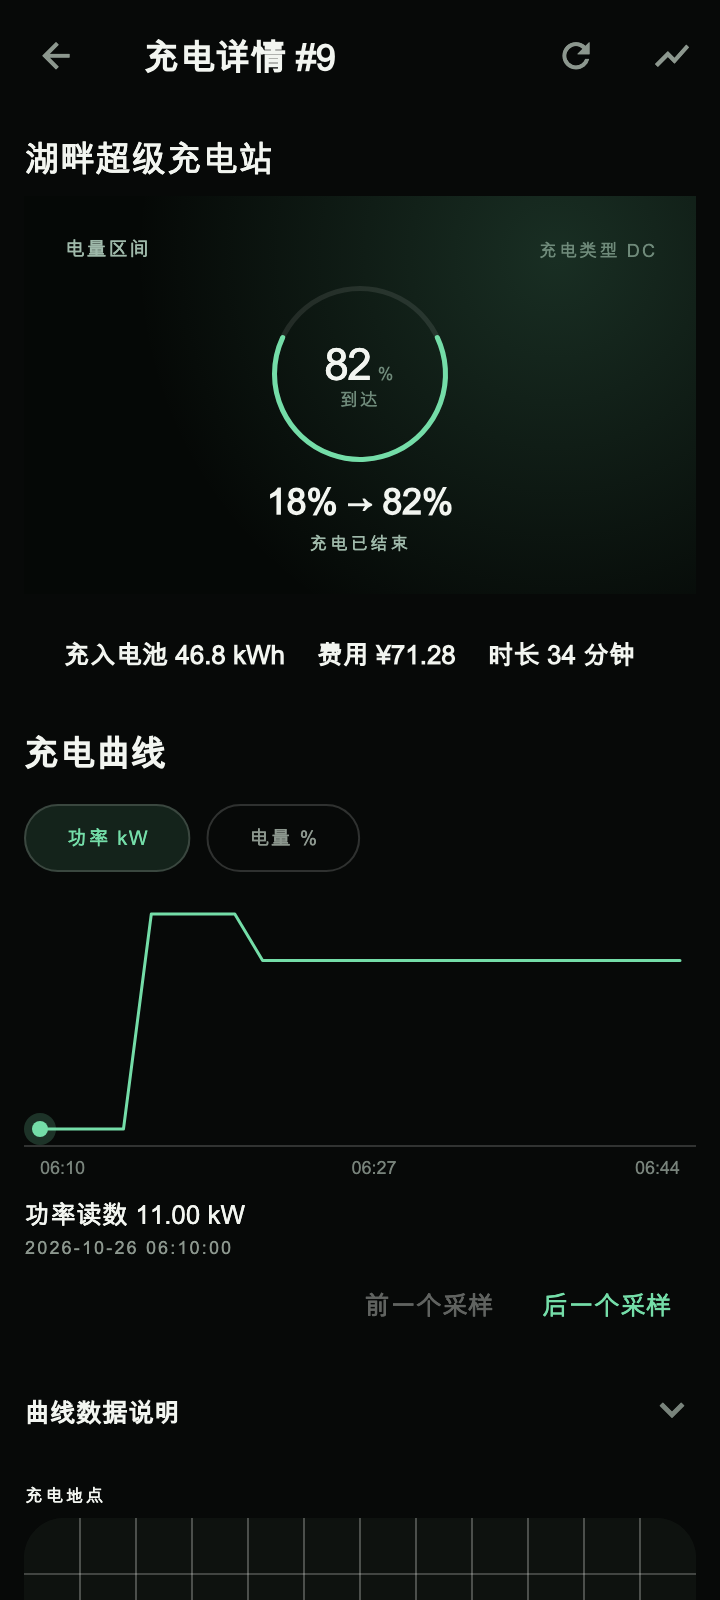 充电详情 #9
湖畔超级充电站
电量区间
充电类型 DC
82 %
到达
18% → 82%
充电已结束
充入电池 46.8 kWh 费用 ¥71.28 时长 34 分钟
充电曲线
功率 kW
电量 %
06:10 06:27 06:44
功率读数 11.00 kW
2026-10-26 06:10:00
前一个采样 后一个采样
曲线数据说明
充电地点